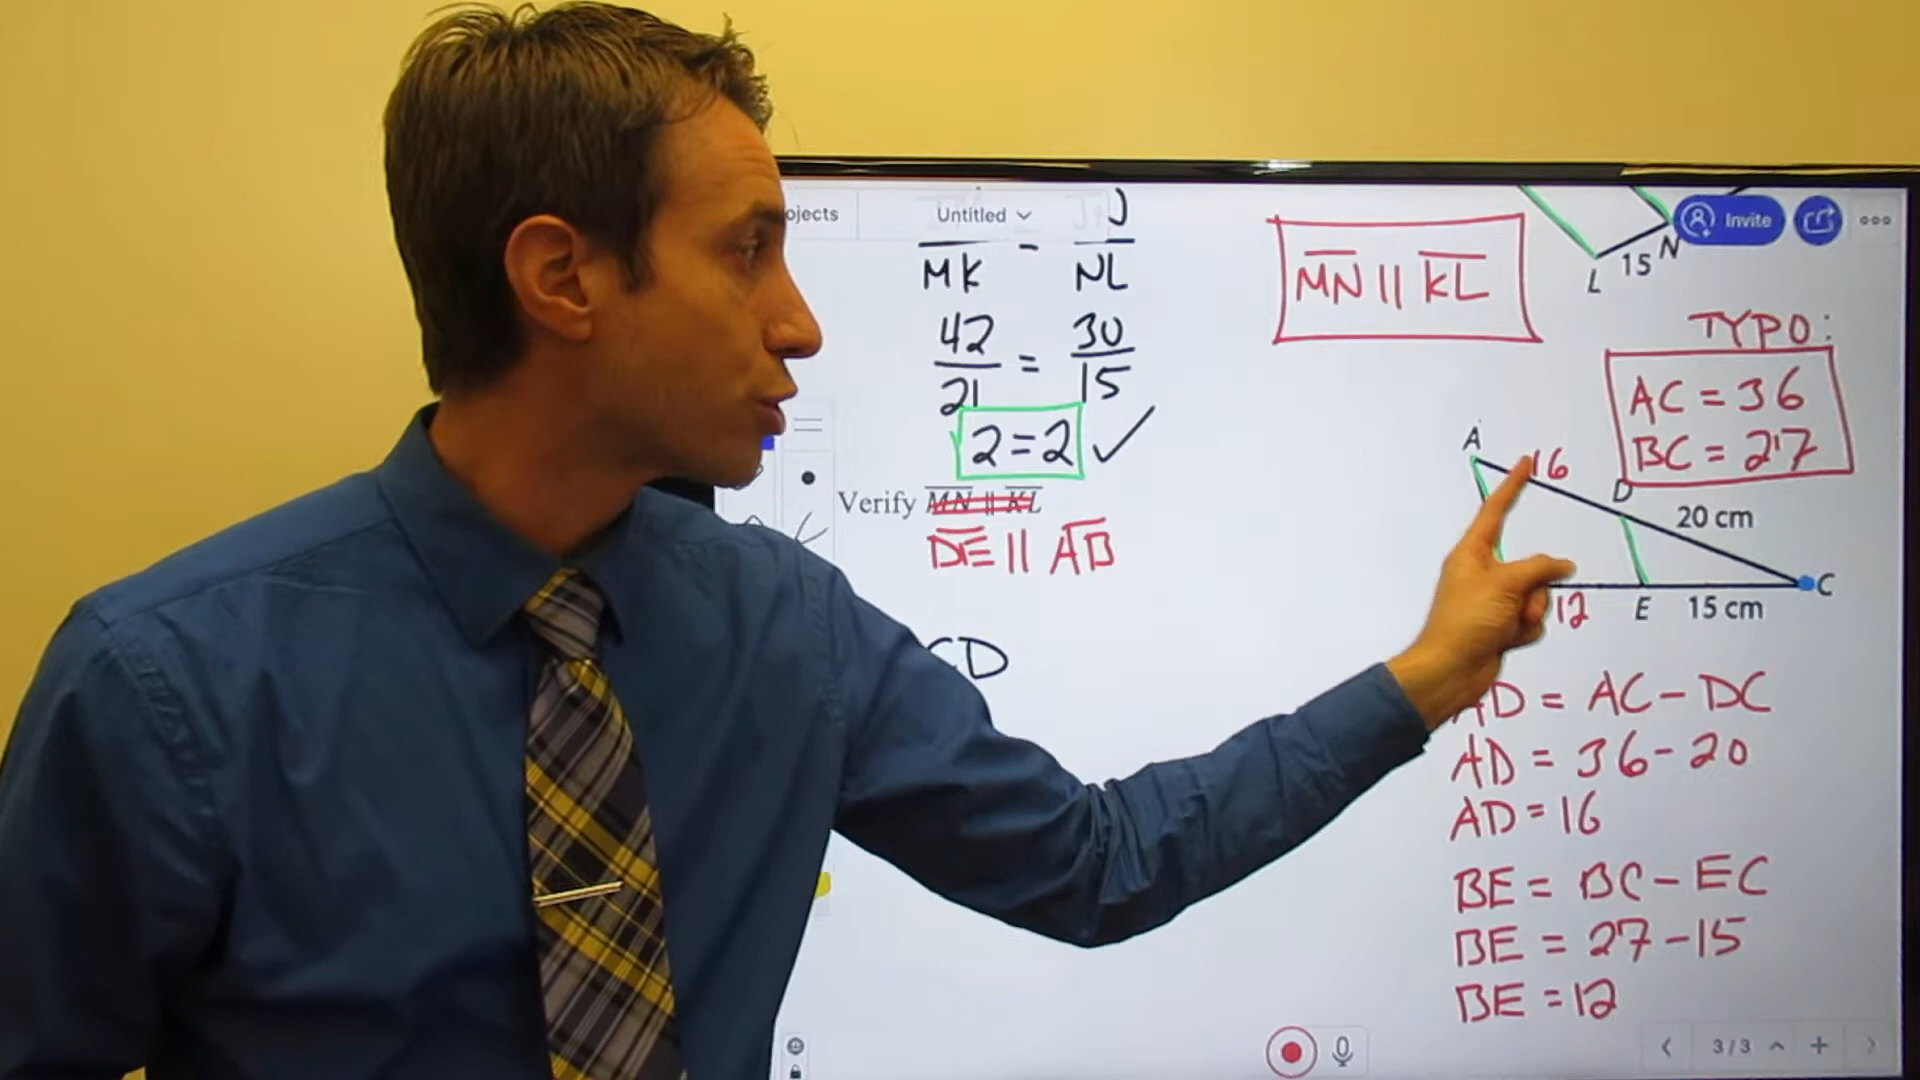 ojects
Untitled
Invite
MK = NL
42/21 = 30/15
2=2 ✓
MN || KL
L 15 N
TYPO:
AC = 36
BC = 27
Verify MN || KL
DE || AB
A 16 D 20 cm
12 E 15 cm C
CD
AD = AC - DC
AD = 36 - 20
AD = 16
BE = BC - EC
BE = 27 - 15
BE = 12
3/3